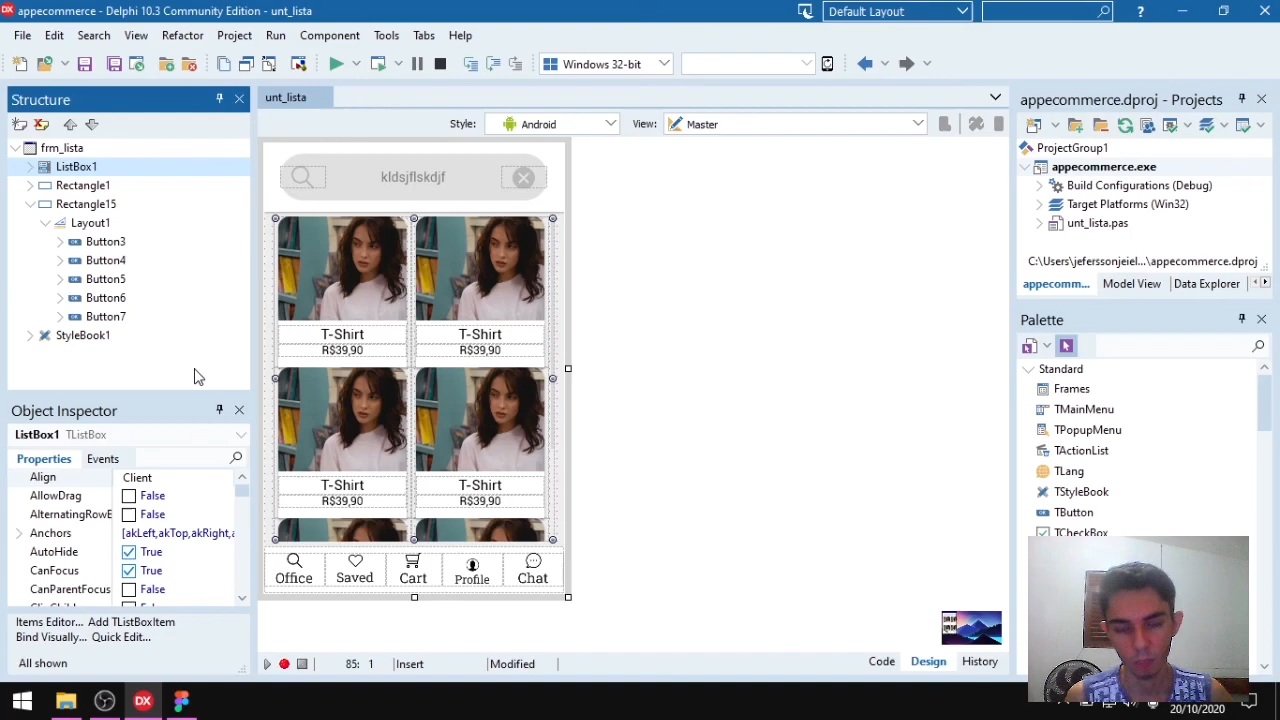 appecommerce - Delphi 10.3 Community Edition - unt_lista
Default Layout
File Edit Search View Refactor Project Run Component Tools Tabs Help
Windows 32-bit
Structure
frm_lista
ListBox1
Rectangle1
Rectangle15
Layout1
Button3
Button4
Button5
Button6
Button7
StyleBook1
Object Inspector
ListBox1 TListBox
Properties Events
Align Client
AllowDrag False
AlternatingRowB False
Anchors [akLeft,akTop,akRight,a
AutoHide True
CanFocus True
CanParentFocus False
Items Editor... Add TListBoxItem
Bind Visually... Quick Edit...
All shown
unt_lista
Style: Android View: Master
kldsjflskdjf
T-Shirt T-Shirt
R$39,90 R$39,90
T-Shirt T-Shirt
R$39,90 R$39,90
Office Saved Cart Profile Chat
85: 1 Insert Modified
Code Design History
appecommerce.dproj - Projects
ProjectGroup1
appecommerce.exe
Build Configurations (Debug)
Target Platforms (Win32)
unt_lista.pas
C:\Users\jeferssonjeiel...\appecommerce.dproj
appecomm... Model View Data Explorer
Palette
Standard
Frames
TMainMenu
TPopupMenu
TActionList
TLang
TStyleBook
TButton
TCheckBox
DX
20/10/2020